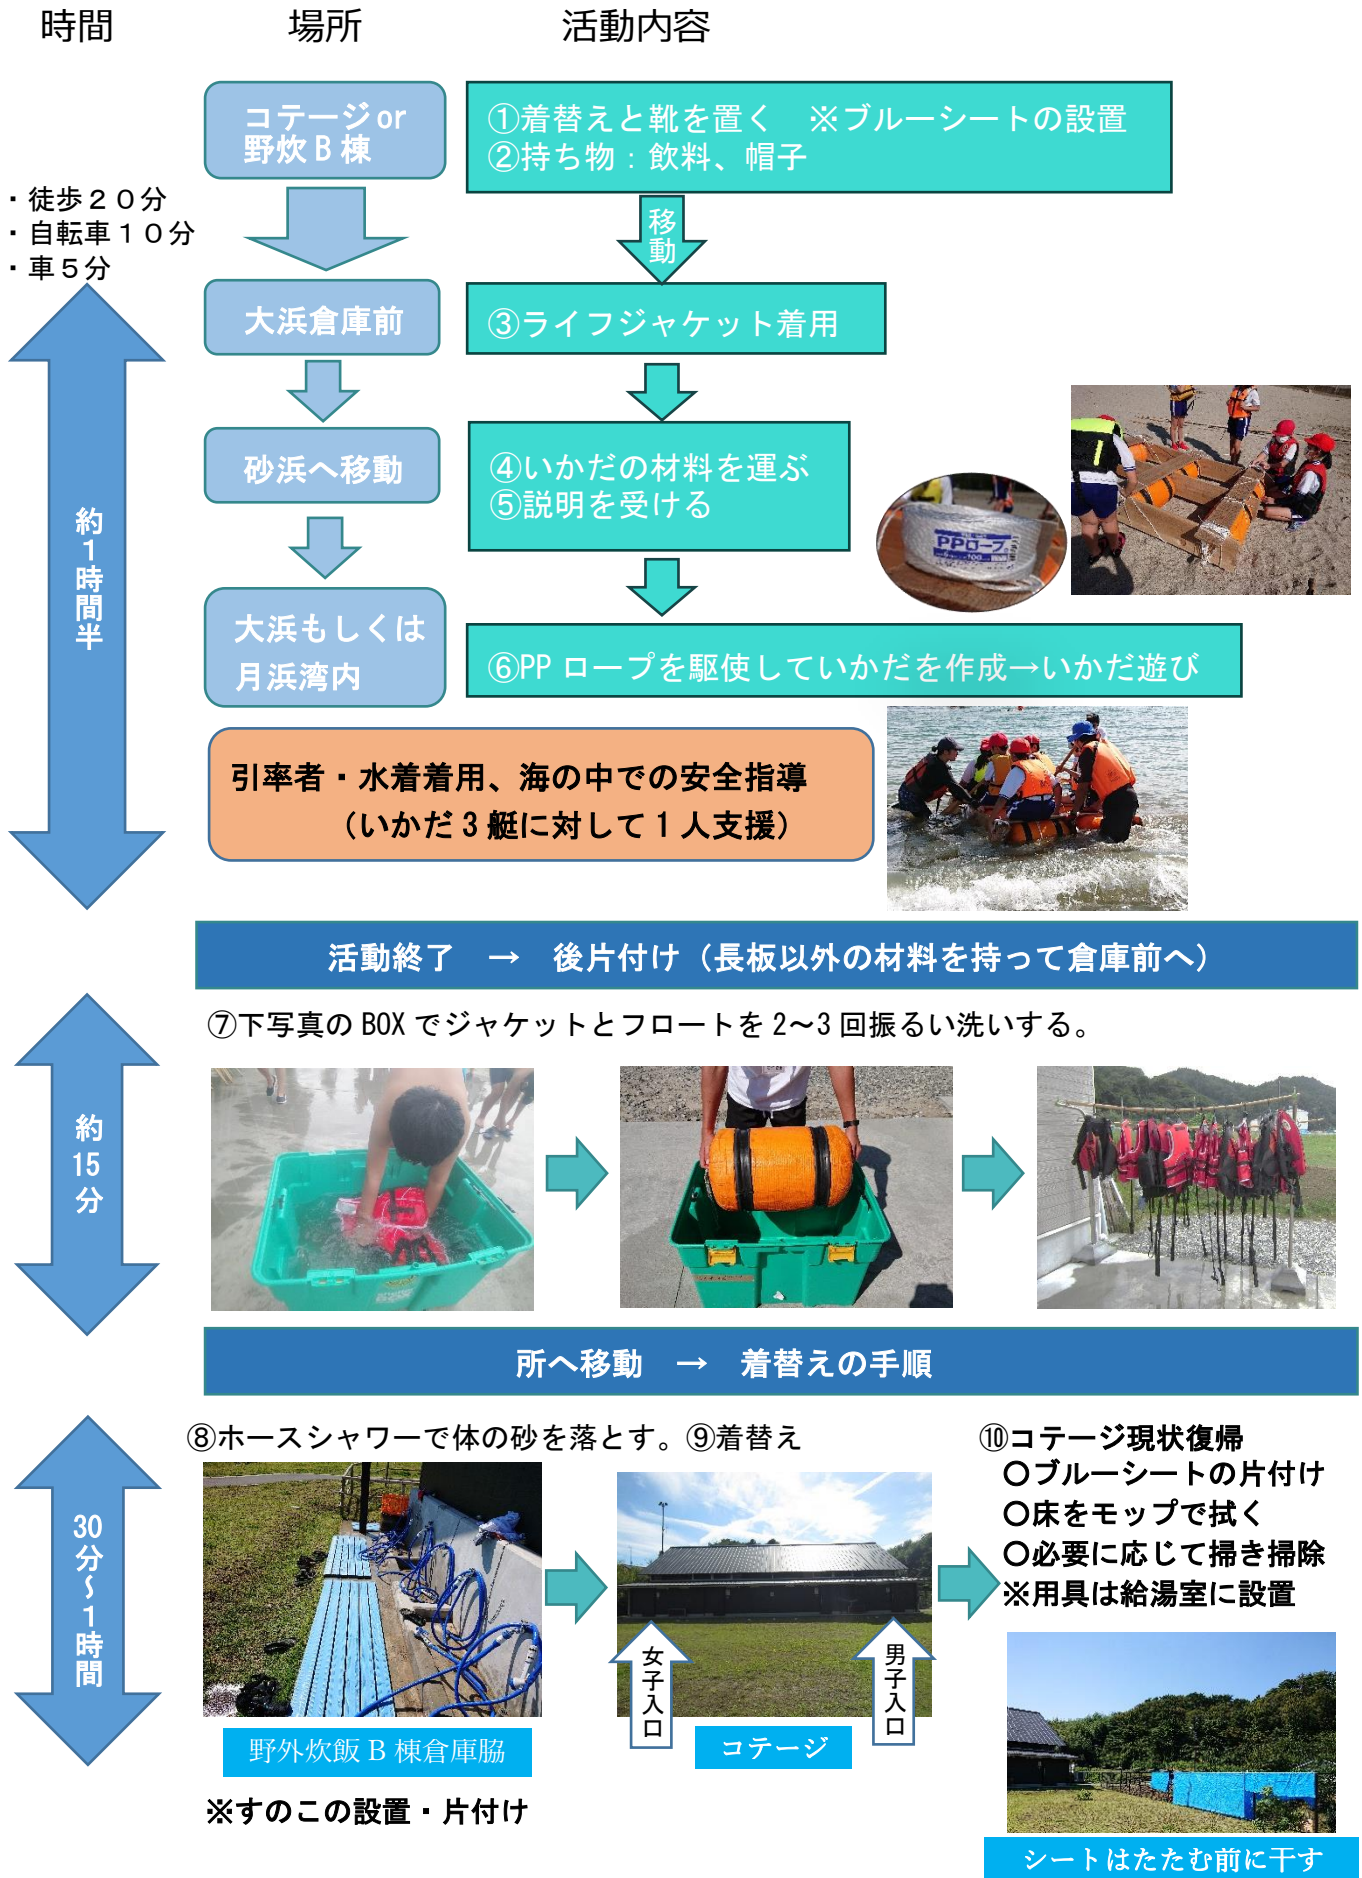 時間
場所
活動内容
コテージ or
野炊 B 棟
①着替えと靴を置く　※ブルーシートの設置
②持ち物：飲料、帽子
・徒歩２０分
・自転車１０分
・車５分
移動
大浜倉庫前
③ライフジャケット着用
砂浜へ移動
④いかだの材料を運ぶ
⑤説明を受ける
PPロープ
約1時間半
大浜もしくは
月浜湾内
⑥PP ロープを駆使していかだを作成→いかだ遊び
引率者・水着着用、海の中での安全指導
（いかだ 3 艇に対して 1 人支援）
活動終了　→　後片付け（長板以外の材料を持って倉庫前へ）
⑦下写真の BOX でジャケットとフロートを 2～3 回振るい洗いする。
約15分
所へ移動　→　着替えの手順
⑧ホースシャワーで体の砂を落とす。⑨着替え
⑩コテージ現状復帰
〇ブルーシートの片付け
〇床をモップで拭く
〇必要に応じて掃き掃除
※用具は給湯室に設置
30分～1時間
女子入口
男子入口
野外炊飯 B 棟倉庫脇
コテージ
※すのこの設置・片付け
シートはたたむ前に干す